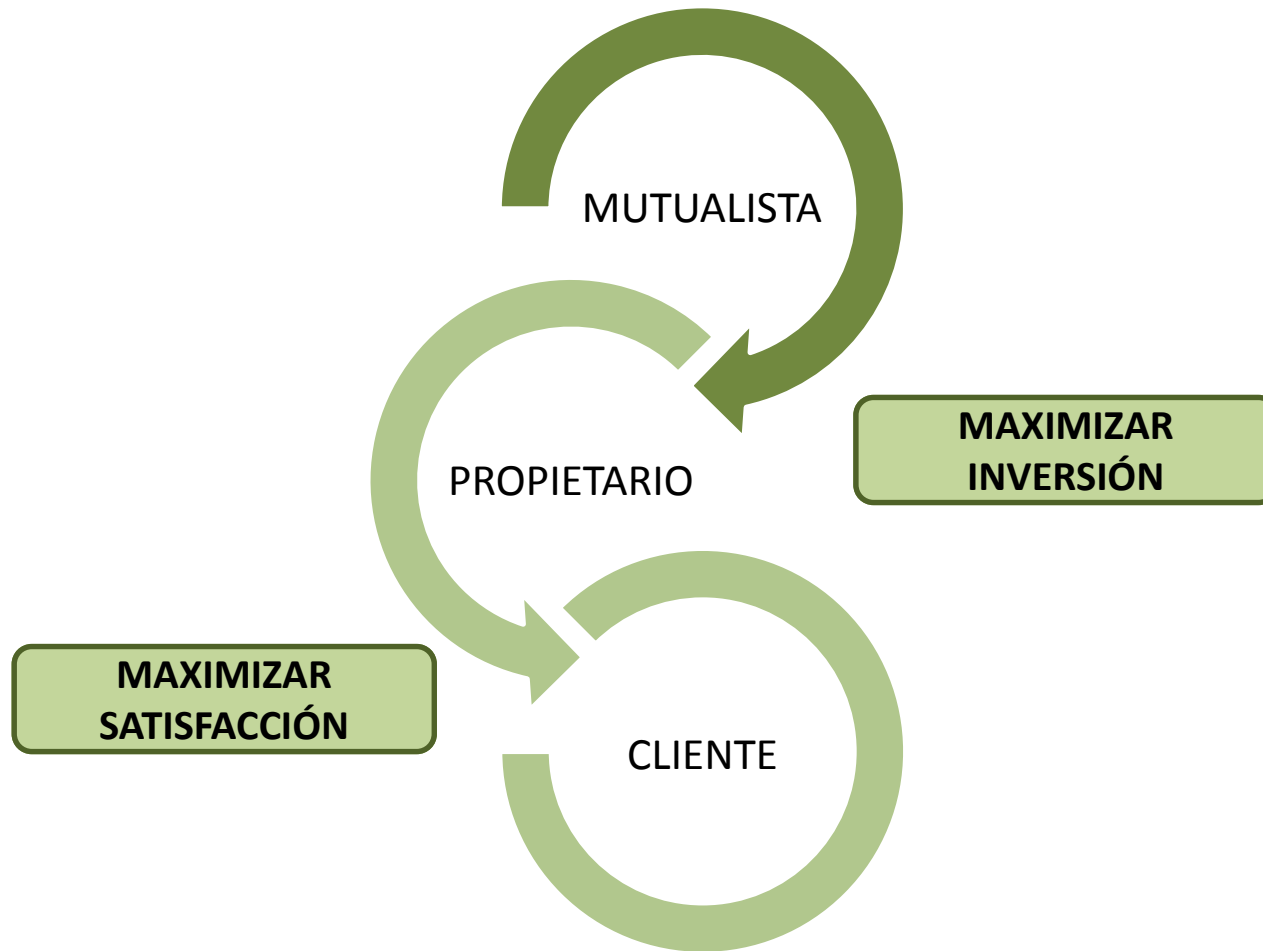 MUTUALISTA
MAXIMIZAR
INVERSIÓN
PROPIETARIO
MAXIMIZAR
SATISFACCIÓN
CLIENTE